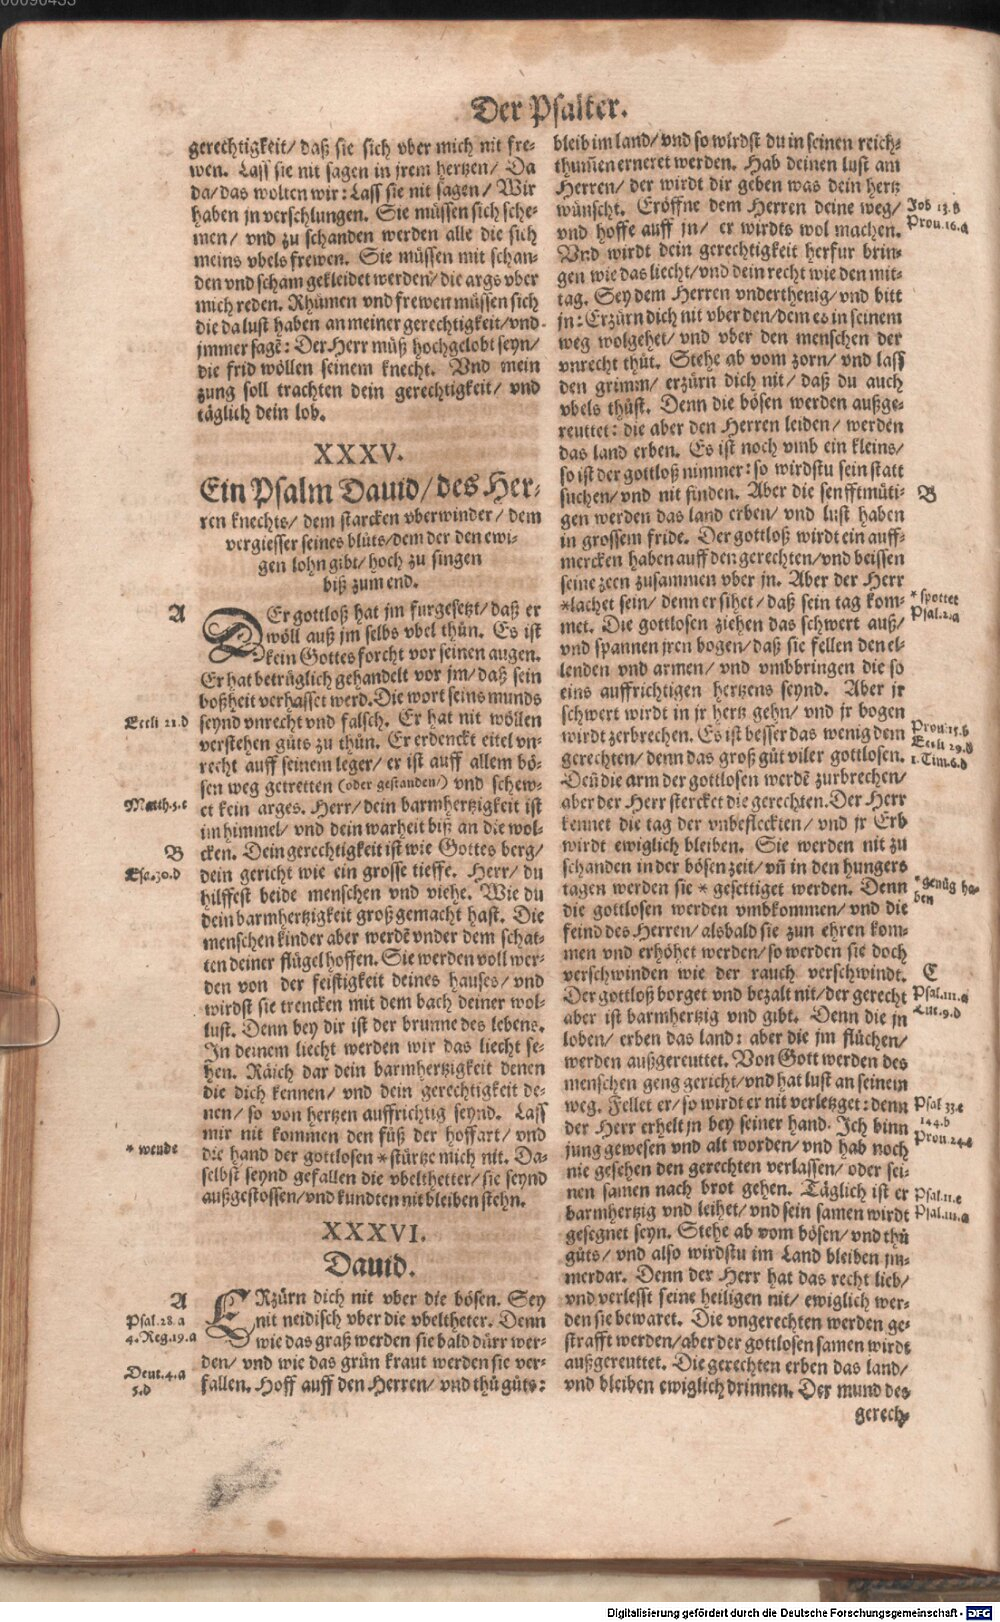 Der Psalter.
gerechtigkeit/ daß sie sich vber mich nit fre-
wen. Lass sie nit sagen in jrem hertzen/ Da
da/ das wolten wir: Lass sie nit sagen/ Wir
haben jn verschlungen. Sie müssen sich sche-
men/ vnd zu schanden werden alle die sich
meins vbels frewen. Sie müssen mit schan-
den vnd scham gekleidet werden/ die args vber
mich reden. Rhümen vnd frewen müssen sich
die da lust haben an meiner gerechtigkeit/ vnd
jmmer sagē: Der Herr müß hochgelobt seyn/
die frid wöllen seinem knecht. Vnd mein
zung soll trachten dein gerechtigkeit/ vnd
täglich dein lob.
XXXV.
Ein Psalm Dauid/ des Her-
ren knechts/ dem starcken vberwinder/ dem
vergiesser seines blüts/ dem der den ewi-
gen lohn gibt/ hoch zu singen
biß zum end.
A
DEr gottloß hat jm furgesetzt/ daß er
wöll auß jm selbs vbel thün. Es ist
kein Gottes forcht vor seinen augen.
Er hat betrüglich gehandelt vor jm/ daß sein
boßheit verhasset werd. Die wort seins munds
Eccli 21.d
seynd vnrecht vnd falsch. Er hat nit wöllen
verstehen güts zu thün. Er erdenckt eitel vn-
recht auff seinem leger/ er ist auff allem bö-
sen weg getretten (oder gestanden/) vnd schew-
Matth.5.c
et kein arges. Herr/ dein barmhertzigkeit ist
im himmel/ vnd dein warheit biß an die wol-
B
cken. Dein gerechtigkeit ist wie Gottes berg/
Esa.30.d
dein gericht wie ein grosse tieffe. Herr/ du
hilffest beide menschen vnd viehe. Wie du
dein barmhertzigkeit groß gemacht hast. Die
menschen kinder aber werdē vnder dem schat-
ten deiner flügel hoffen. Sie werden voll wer-
den von der feistigkeit deines hauses/ vnd
wirdst sie trencken mit dem bach deiner wol-
lust. Denn bey dir ist der brunne des lebens.
In deinem liecht werden wir das liecht se-
hen. Räich dar dein barmhertzigkeit denen
die dich kennen/ vnd dein gerechtigkeit de-
nen/ so von hertzen auffrichtig seynd. Lass
mir nit kommen den füß der hoffart/ vnd
* wende
die hand der gottlosen * stürtze mich nit. Da-
selbst seynd gefallen die vbelthetter/ sie seynd
außgestossen/ vnd kundten nit bleiben stehn.
XXXVI.
Dauid.
A
ERzürn dich nit vber die bösen. Sey
Psal.28.a
nit neidisch vber die vbeltheter. Denn
4.Reg.19.a
wie das graß werden sie bald dürr wer-
den/ vnd wie das grün kraut werden sie ver-
Deut.4.a
5.d
fallen. Hoff auff den Herren/ vnd thü güts:
bleib im land/ vnd so wirdst du in seinen reich-
thum̄en erneret werden. Hab deinen lust am
Herren/ der wirdt dir geben was dein hertz
wünscht. Eröffne dem Herren deine weg/
Job 13.b
Prou.16.a
vnd hoffe auff jn/ er wirdts wol machen.
Vnd wirdt dein gerechtigkeit herfur brin-
gen wie das liecht/ vnd dein recht wie den mit-
tag. Sey dem Herren vnderthenig/ vnd bitt
jn: Erzürn dich nit vber den/ dem es in seinem
weg wolgehet/ vnd vber den menschen der
vnrecht thüt. Stehe ab vom zorn/ vnd lass
den grimm/ erzürn dich nit/ daß du auch
vbels thüst. Denn die bösen werden außge-
reuttet: die aber den Herren leiden/ werden
das land erben. Es ist noch vmb ein kleins/
so ist der gottloß nimmer: so wirdstu sein statt
suchen/ vnd nit finden. Aber die senfftmüti-
B
gen werden das land erben/ vnd lust haben
in grossem fride. Der gottloß wirdt ein auff-
mercken haben auff den gerechten/ vnd beissen
seine zeen zusammen vber jn. Aber der Herr
* spottet
*lachet sein/ denn er sihet/ daß sein tag kom-
Psal.2.a
met. Die gottlosen ziehen das schwert auß/
vnd spannen jren bogen/ daß sie fellen den el-
lenden vnd armen/ vnd vmbbringen die so
eins auffrichtigen hertzens seynd. Aber jr
schwert wirdt in jr hertz gehn/ vnd jr bogen
Prou.15.b
wirdt zerbrechen. Es ist besser das wenig dem
Eccli 29.d
gerechten/ denn das groß güt viler gottlosen.
1.Tim.6.d
Deñ die arm der gottlosen werdē zurbrechen/
aber der Herr stercket die gerechten. Der Herr
kennet die tag der vnbefleckten/ vnd jr Erb
wirdt ewiglich bleiben. Sie werden nit zu
schanden in der bösen zeit/ vn̄ in den hungers
* genüg ha-
ben
tagen werden sie * gesettiget werden. Denn
die gottlosen werden vmbkommen/ vnd die
feind des Herren/ alsbald sie zun ehren kom-
men vnd erhöhet werden/ so werden sie doch
verschwinden wie der rauch verschwindt.
C
Der gottloß borget vnd bezalt nit/ der gerecht
Psal.111.a
aber ist barmhertzig vnd gibt. Denn die jn
Luc.9.d
loben/ erben das land: aber die jm flüchen/
werden außgereuttet. Von Gott werden des
menschen geng gericht/ vnd hat lust an seinem
weg. Fellet er/ so wirdt er nit verletzget: denn
Psal 33.c
144.b
der Herr erhelt jn bey seiner hand. Ich binn
Prou.24.c
jung gewesen vnd alt worden/ vnd hab noch
nie gesehen den gerechten verlassen/ oder sei-
nen samen nach brot gehen. Täglich ist er
Psal.11.c
barmhertzig vnd leihet/ vnd sein samen wirdt
Psal.111.a
gesegnet seyn. Stehe ab vom bösen/ vnd thü
güts/ vnd also wirdstu im Land bleiben jm-
merdar. Denn der Herr hat das recht lieb/
vnd verlesst seine heiligen nit/ ewiglich wer-
den sie bewaret. Die vngerechten werden ge-
strafft werden/ aber der gottlosen samen wirdt
außgereuttet. Die gerechten erben das land/
vnd bleiben ewiglich drinnen. Der mund des
gerech-
Digitalisierung gefördert durch die Deutsche Forschungsgemeinschaft - DFG